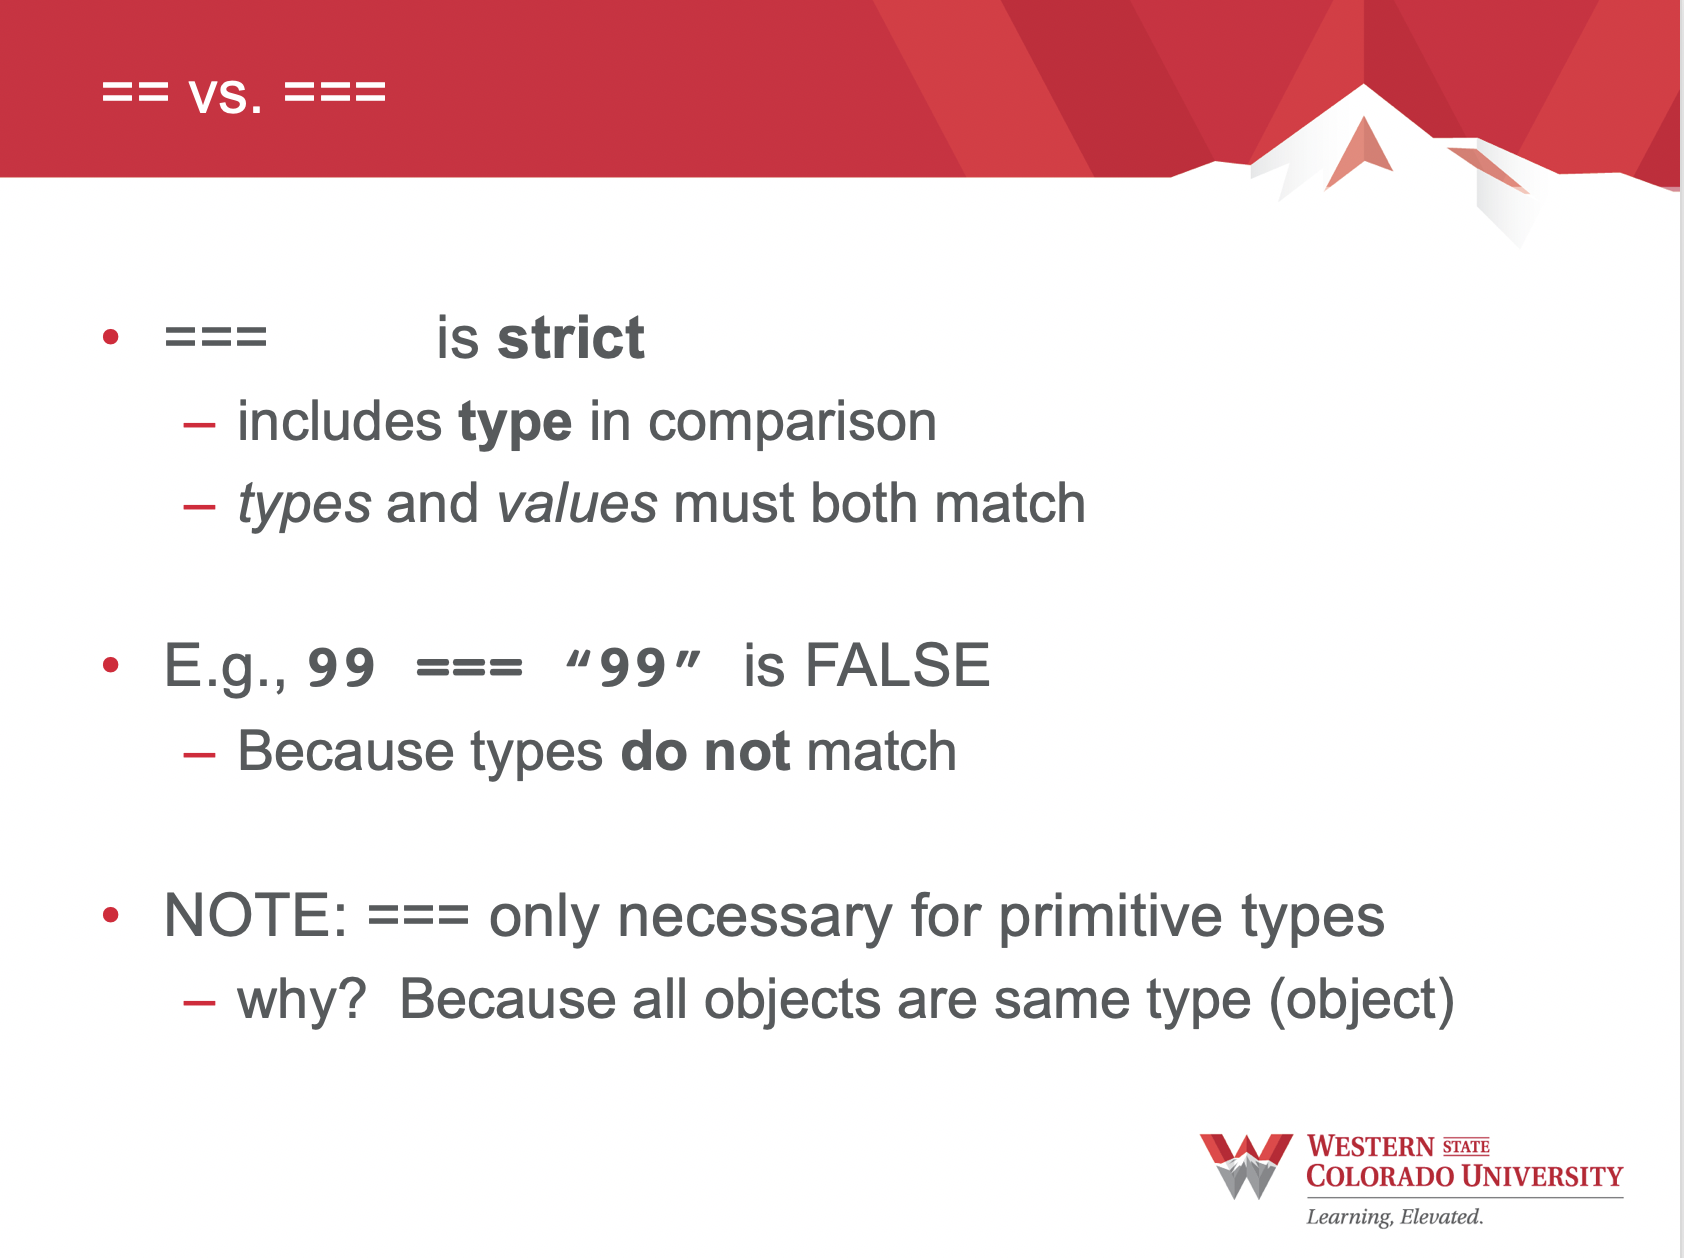 == vs. ===
• === is strict
– includes type in comparison
– types and values must both match
• E.g., 99 === “99” is FALSE
– Because types do not match
• NOTE: === only necessary for primitive types
– why? Because all objects are same type (object)
WESTERN STATE
COLORADO UNIVERSITY
Learning, Elevated.